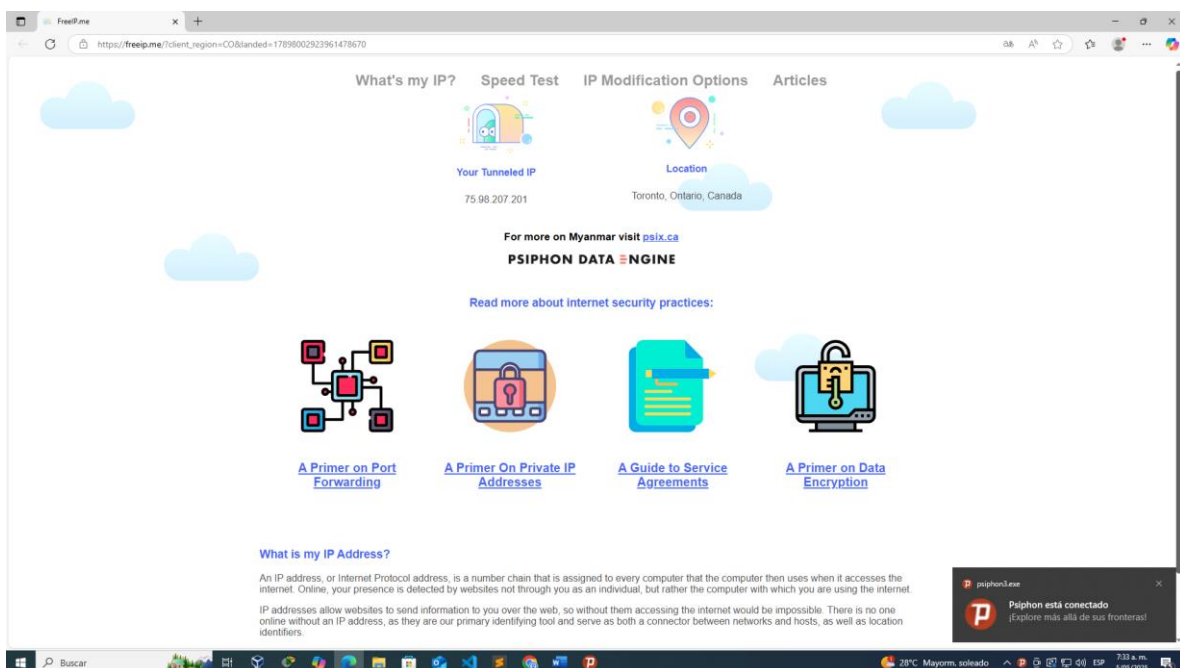 FreeIP.me
https://freeip.me/?client_region=CO&landed=17898002923961478670
What's my IP? Speed Test IP Modification Options Articles
Your Tunneled IP
Location
75.98.207.201
Toronto, Ontario, Canada
For more on Myanmar visit psix.ca
PSIPHON DATA ENGINE
Read more about internet security practices:
A Primer on Port
Forwarding
A Primer On Private IP
Addresses
A Guide to Service
Agreements
A Primer on Data
Encryption
What is my IP Address?
An IP address, or Internet Protocol address, is a number chain that is assigned to every computer that the computer then uses when it accesses the
internet. Online, your presence is detected by websites not through you as an individual, but rather the computer with which you are using the internet.
IP addresses allow websites to send information to you over the web, so without them accessing the internet would be impossible. There is no one
online without an IP address, as they are our primary identifying tool and serve as both a connector between networks and hosts, as well as location
identifiers.
psiphon3.exe
Psiphon está conectado
¡Explore más allá de sus fronteras!
Buscar
28°C Mayorm. soleado
ESP
7:33 a. m.
5/05/2025